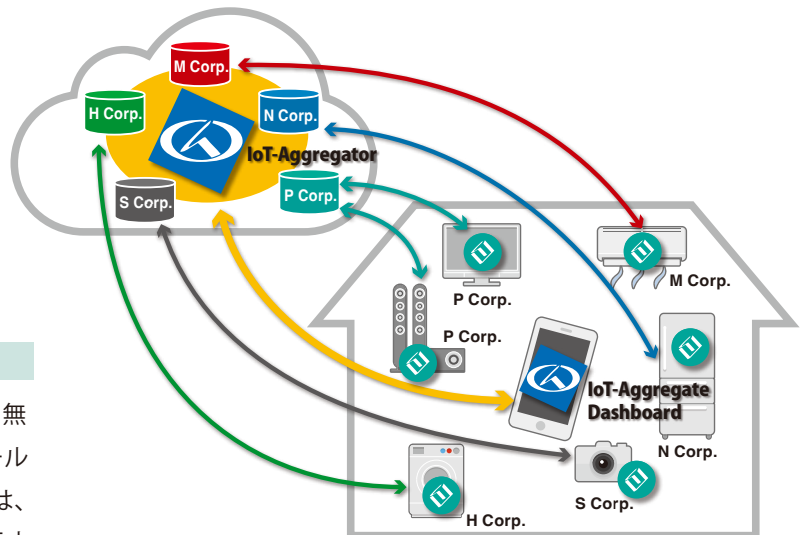 M Corp.
H Corp.
N Corp.
IoT-Aggregator
S Corp.
P Corp.
P Corp.
M Corp.
P Corp.
IoT-Aggregate
Dashboard
N Corp.
S Corp.
H Corp.
無
ール
は、